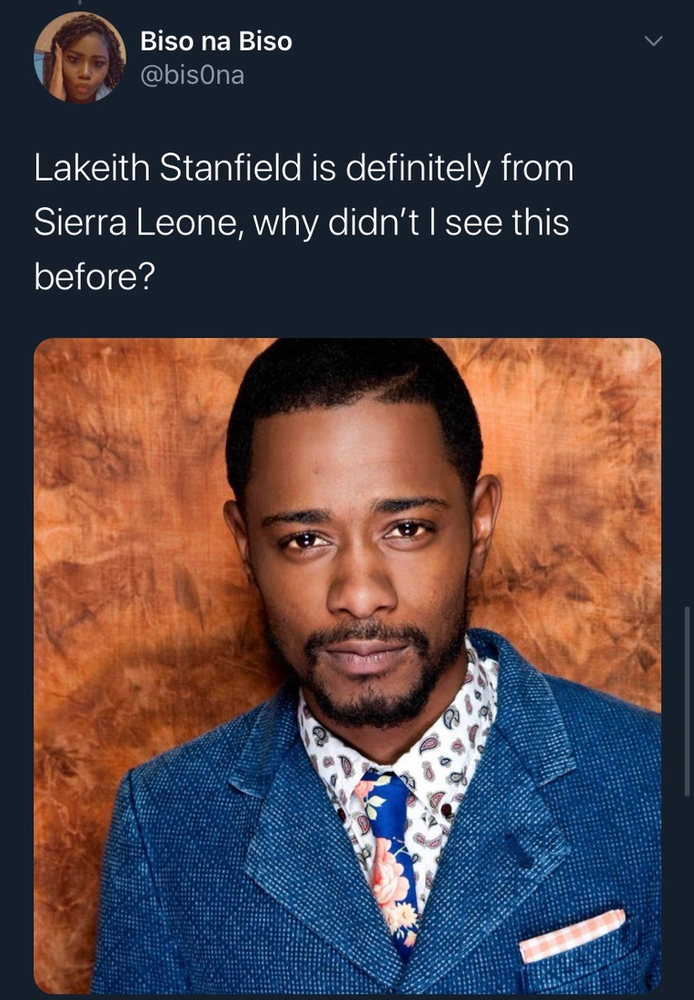 Biso na Biso
@bis0na
Lakeith Stanfield is definitely from
Sierra Leone, why didn’t I see this
before?